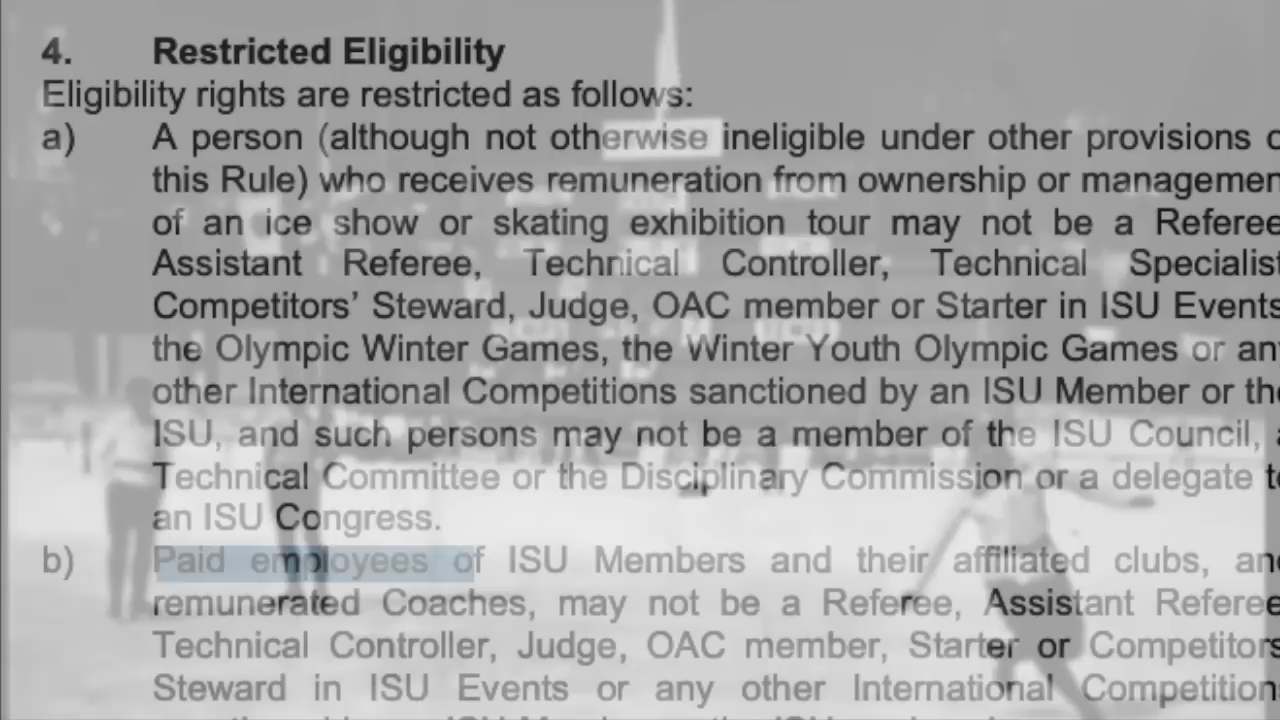 4. Restricted Eligibility
Eligibility rights are restricted as follows:
a) A person (although not otherwise ineligible under other provisions
this Rule) who receives remuneration from ownership or managemen
of an ice show or skating exhibition tour may not be a Referee
Assistant Referee, Technical Controller, Technical Specialist
Competitors' Steward, Judge, OAC member or Starter in ISU Events
the Olympic Winter Games, the Winter Youth Olympic Games or an
other International Competitions sanctioned by an ISU Member or th
ISU, and such persons may not be a member of the ISU Council,
Technical Committee or the Disciplinary Commission or a delegate t
an ISU Congress.
b) Paid employees of ISU Members and their affiliated clubs, an
remunerated Coaches, may not be a Referee, Assistant Referee
Technical Controller, Judge, OAC member, Starter or Competitors
Steward in ISU Events or any other International Competition